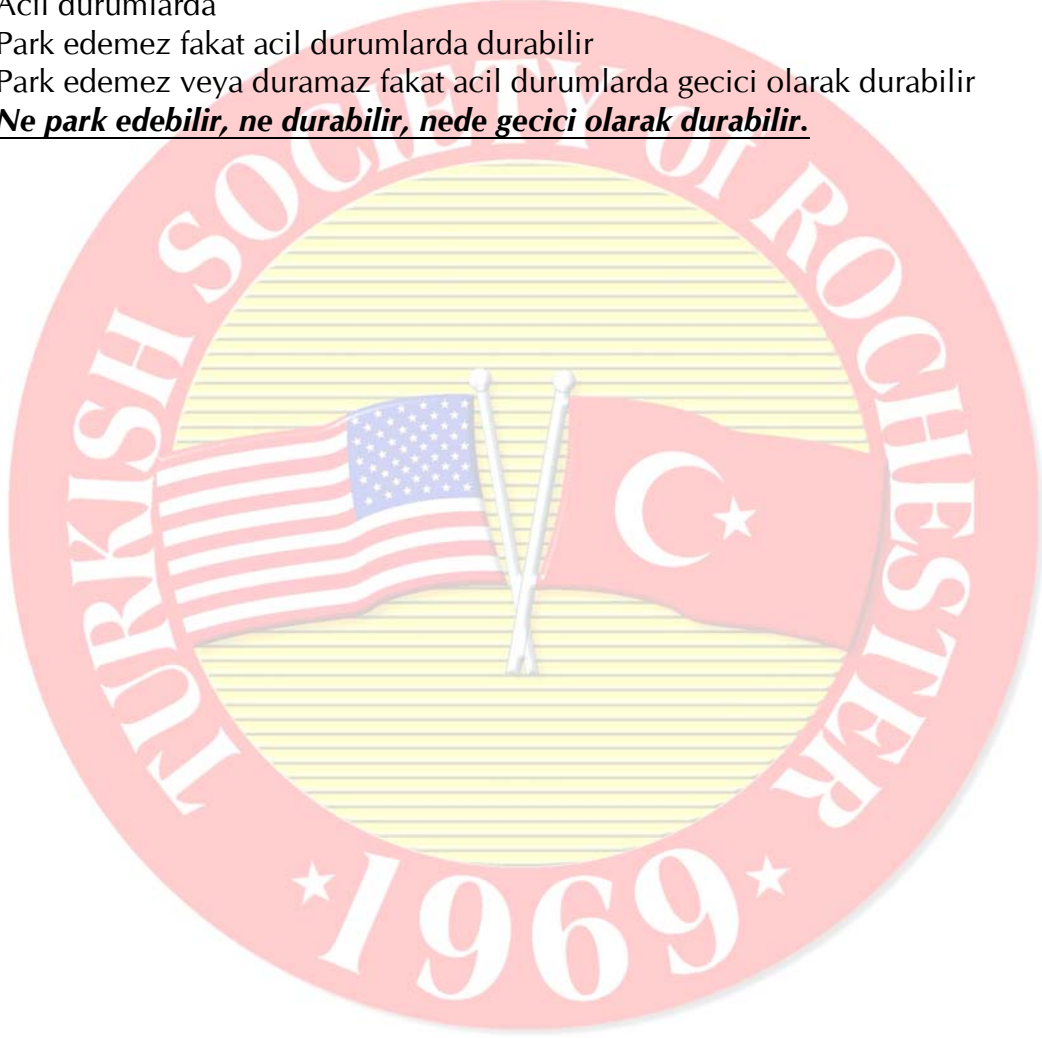 Acil durumlarda
Park edemez fakat acil durumlarda durabilir
Park edemez veya duramaz fakat acil durumlarda gecici olarak durabilir
Ne park edebilir, ne durabilir, nede gecici olarak durabilir.
TURKISH SOCIETY of ROCHESTER
1969